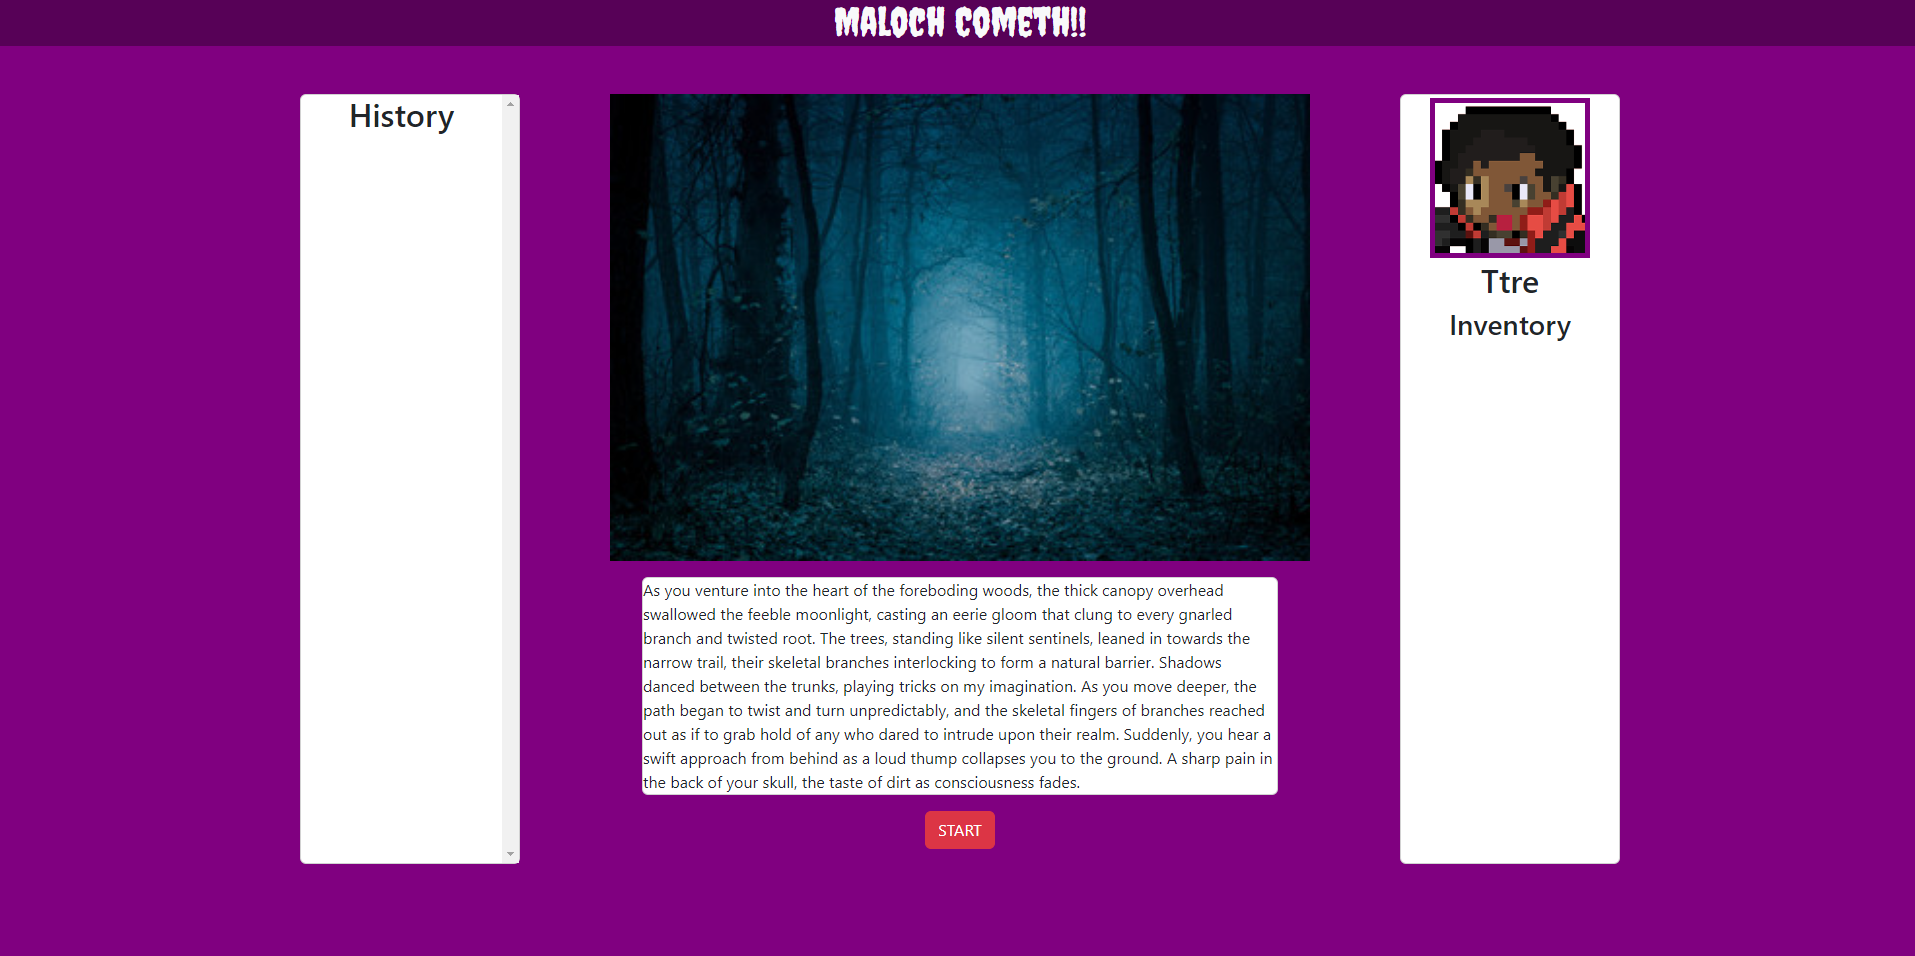 MALOCH COMETH!!
History
As you venture into the heart of the foreboding woods, the thick canopy overhead
swallowed the feeble moonlight, casting an eerie gloom that clung to every gnarled
branch and twisted root. The trees, standing like silent sentinels, leaned in towards the
narrow trail, their skeletal branches interlocking to form a natural barrier. Shadows
danced between the trunks, playing tricks on my imagination. As you move deeper, the
path began to twist and turn unpredictably, and the skeletal fingers of branches reached
out as if to grab hold of any who dared to intrude upon their realm. Suddenly, you hear a
swift approach from behind as a loud thump collapses you to the ground. A sharp pain in
the back of your skull, the taste of dirt as consciousness fades.
START
Ttre
Inventory